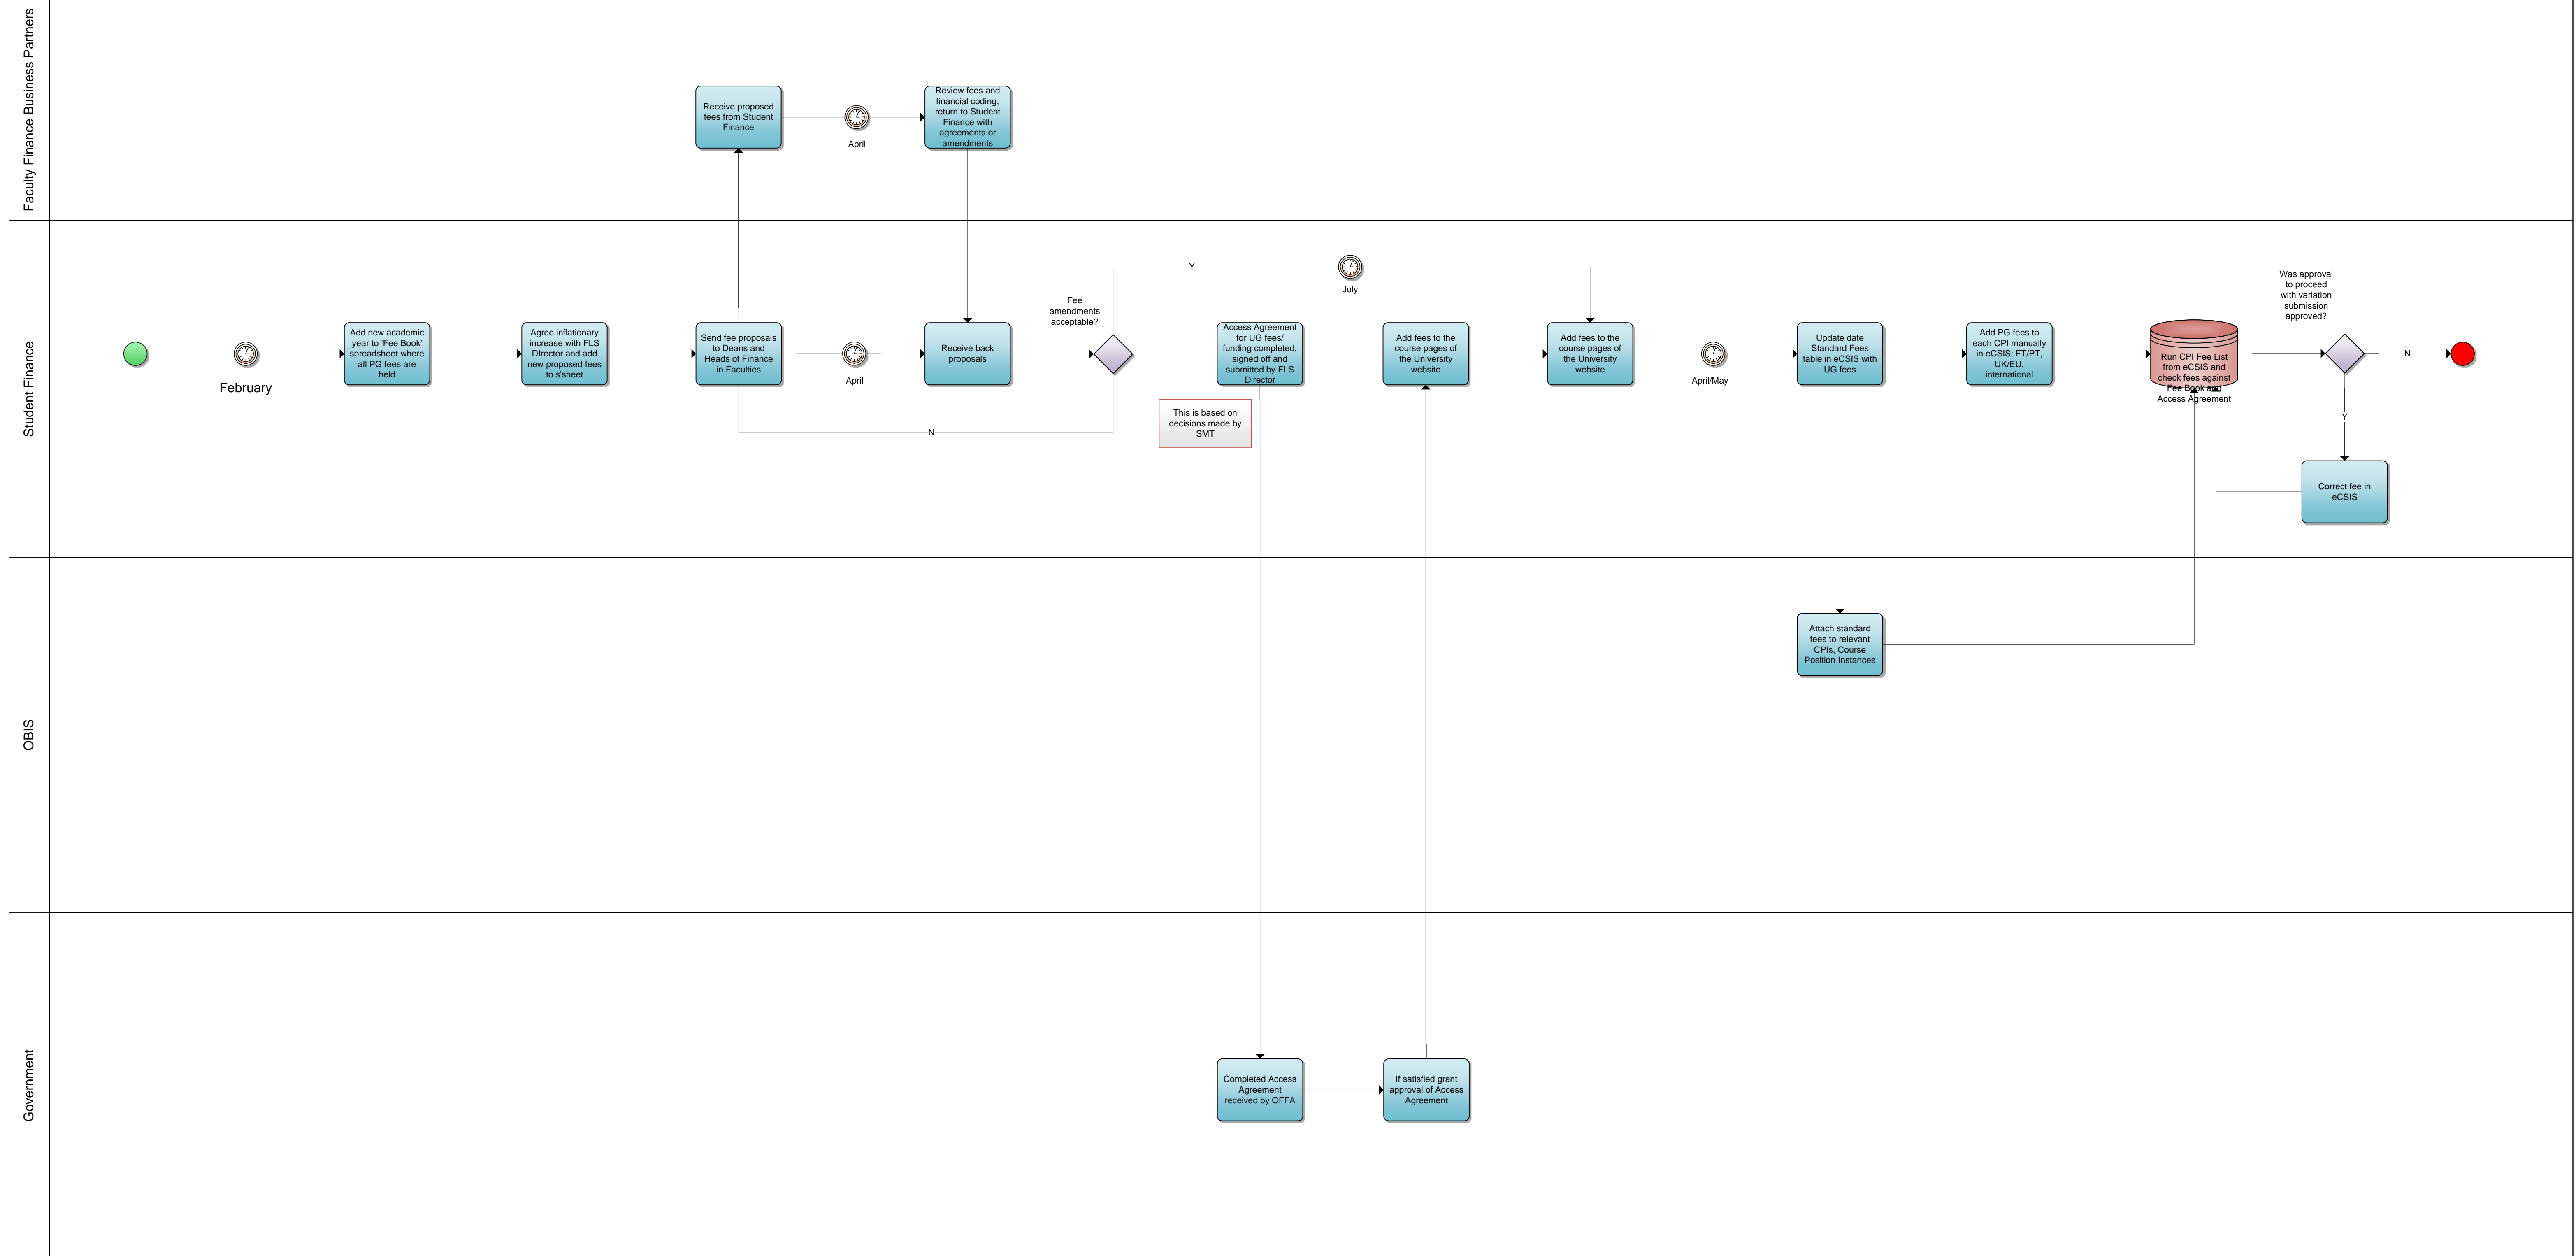 Faculty Finance Business Partners
Receive proposed
fees from Student
Finance
April
Review fees and
financial coding,
return to Student
Finance with
agreements or
amendments
Student Finance
February
Add new academic
year to 'Fee Book'
spreadsheet where
all PG fees are
held
Agree inflationary
increase with FLS
DIrector and add
new proposed fees
to s'sheet
Send fee proposals
to Deans and
Heads of Finance
in Faculties
April
Receive back
proposals
Fee
amendments
acceptable?
Y
N
July
Access Agreement
for UG fees/
funding completed,
signed off and
submitted by FLS
Director
This is based on
decisions made by
SMT
Add fees to the
course pages of
the University
website
Add fees to the
course pages of
the University
website
April/May
Update date
Standard Fees
table in eCSIS with
UG fees
Add PG fees to
each CPI manually
in eCSIS; FT/PT,
UK/EU,
international
Run CPI Fee List
from eCSIS and
check fees against
Fee Book and
Access Agreement
Was approval
to proceed
with variation
submission
approved?
N
Y
Correct fee in
eCSIS
OBIS
Attach standard
fees to relevant
CPIs, Course
Position Instances
Government
Completed Access
Agreement
received by OFFA
If satisfied grant
approval of Access
Agreement